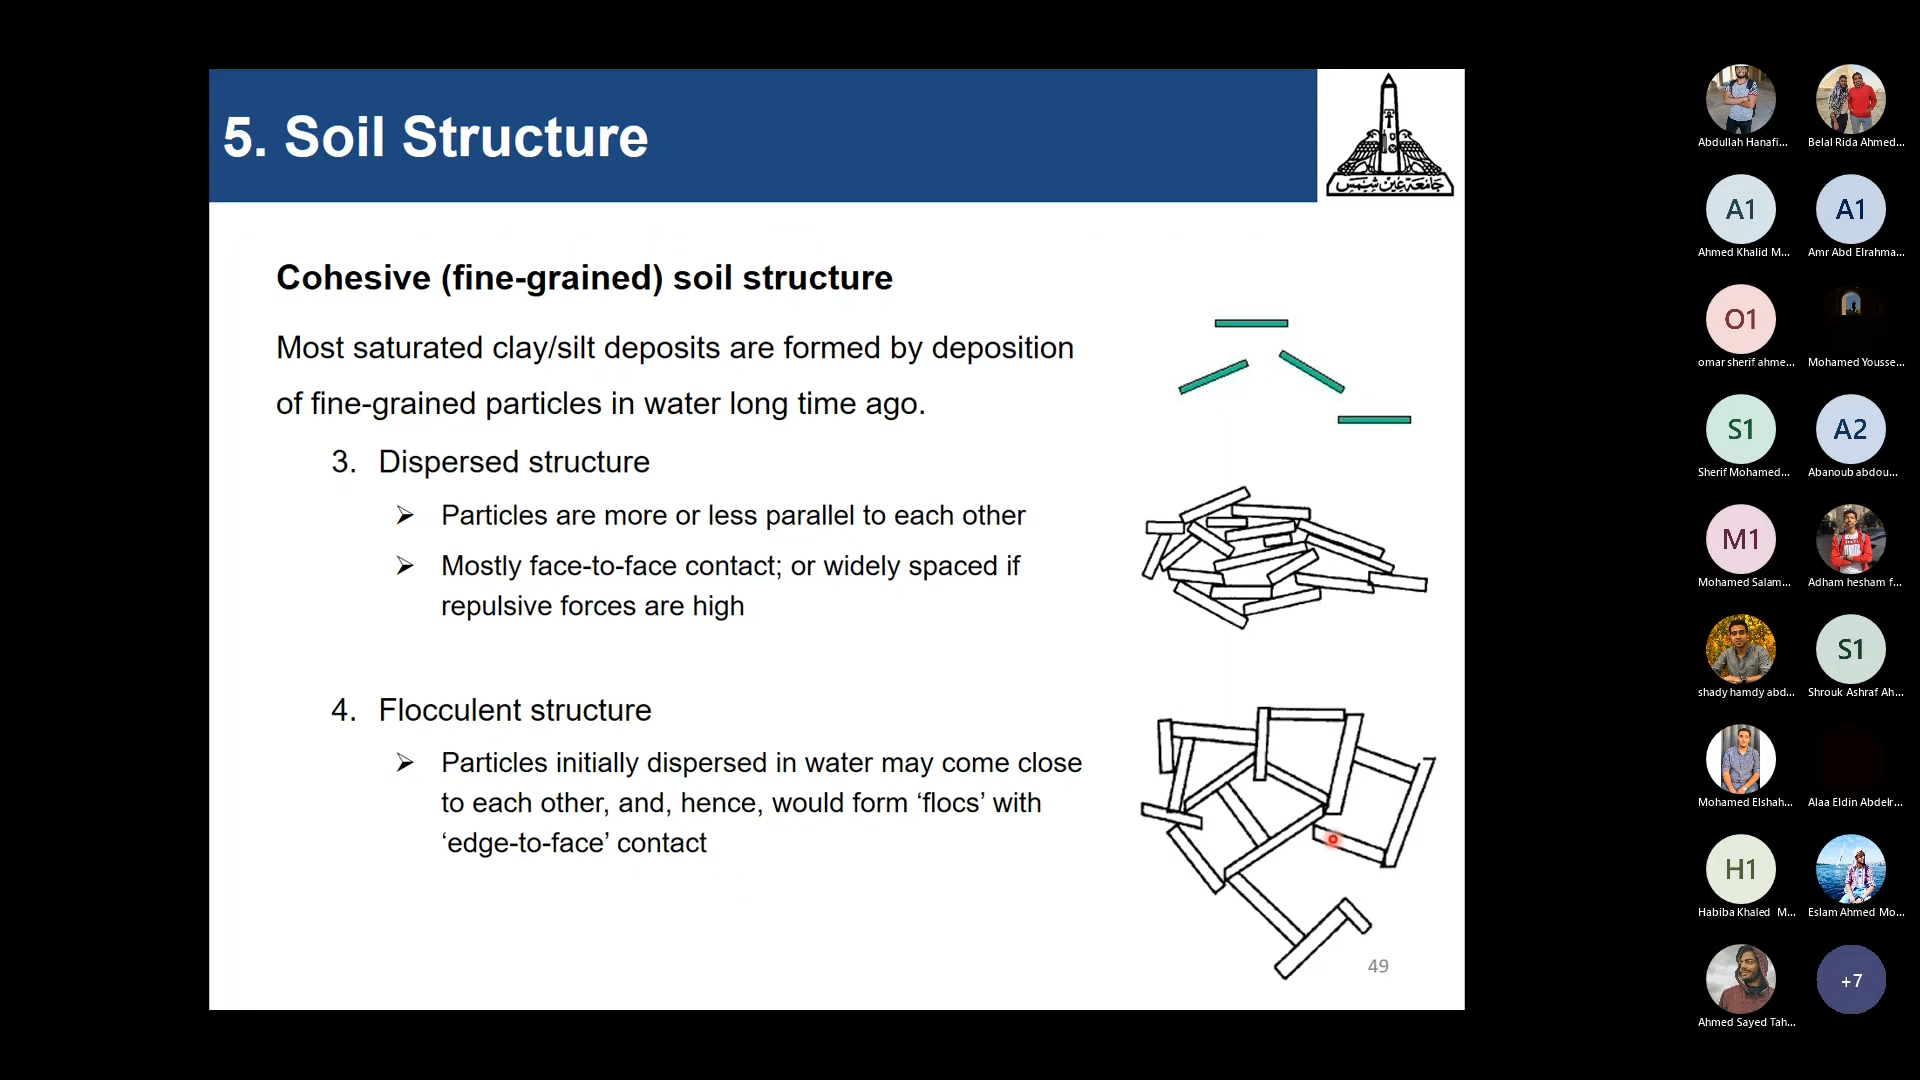 5. Soil Structure
جامعة عين شمس
Cohesive (fine-grained) soil structure
Most saturated clay/silt deposits are formed by deposition
of fine-grained particles in water long time ago.
3. Dispersed structure
➢ Particles are more or less parallel to each other
➢ Mostly face-to-face contact; or widely spaced if
repulsive forces are high
4. Flocculent structure
➢ Particles initially dispersed in water may come close
to each other, and, hence, would form ‘flocs’ with
‘edge-to-face’ contact
49
Abdullah Hanafi...
Belal Rida Ahmed...
A1
A1
Ahmed Khalid M...
Amr Abd Elrahma...
O1
omar sherif ahme...
Mohamed Yousse...
S1
A2
Sherif Mohamed...
Abanoub abdou...
M1
Mohamed Salam...
Adham hesham f...
S1
shady hamdy abd...
Shrouk Ashraf Ah...
Mohamed Elshah...
Alaa Eldin Abdelr...
H1
Habiba Khaled M...
Eslam Ahmed Mo...
+7
Ahmed Sayed Tah...